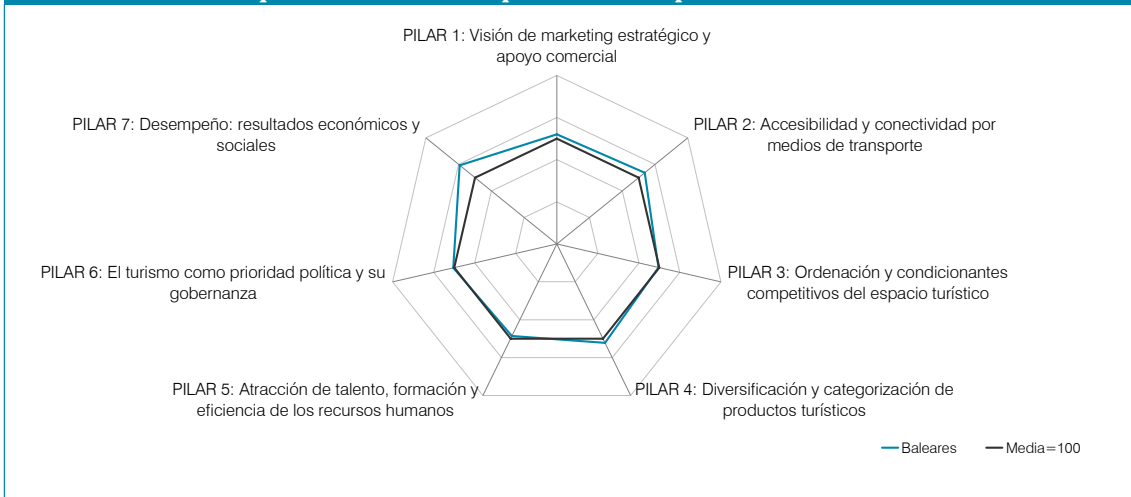 PILAR 1: Visión de marketing estratégico y
apoyo comercial
PILAR 7: Desempeño: resultados económicos y
sociales
PILAR 2: Accesibilidad y conectividad por
medios de transporte
PILAR 6: El turismo como prioridad política y su
gobernanza
PILAR 3: Ordenación y condicionantes
competitivos del espacio turístico
PILAR 5: Atracción de talento, formación y
eficiencia de los recursos humanos
PILAR 4: Diversificación y categorización de
productos turísticos
Baleares
Media=100